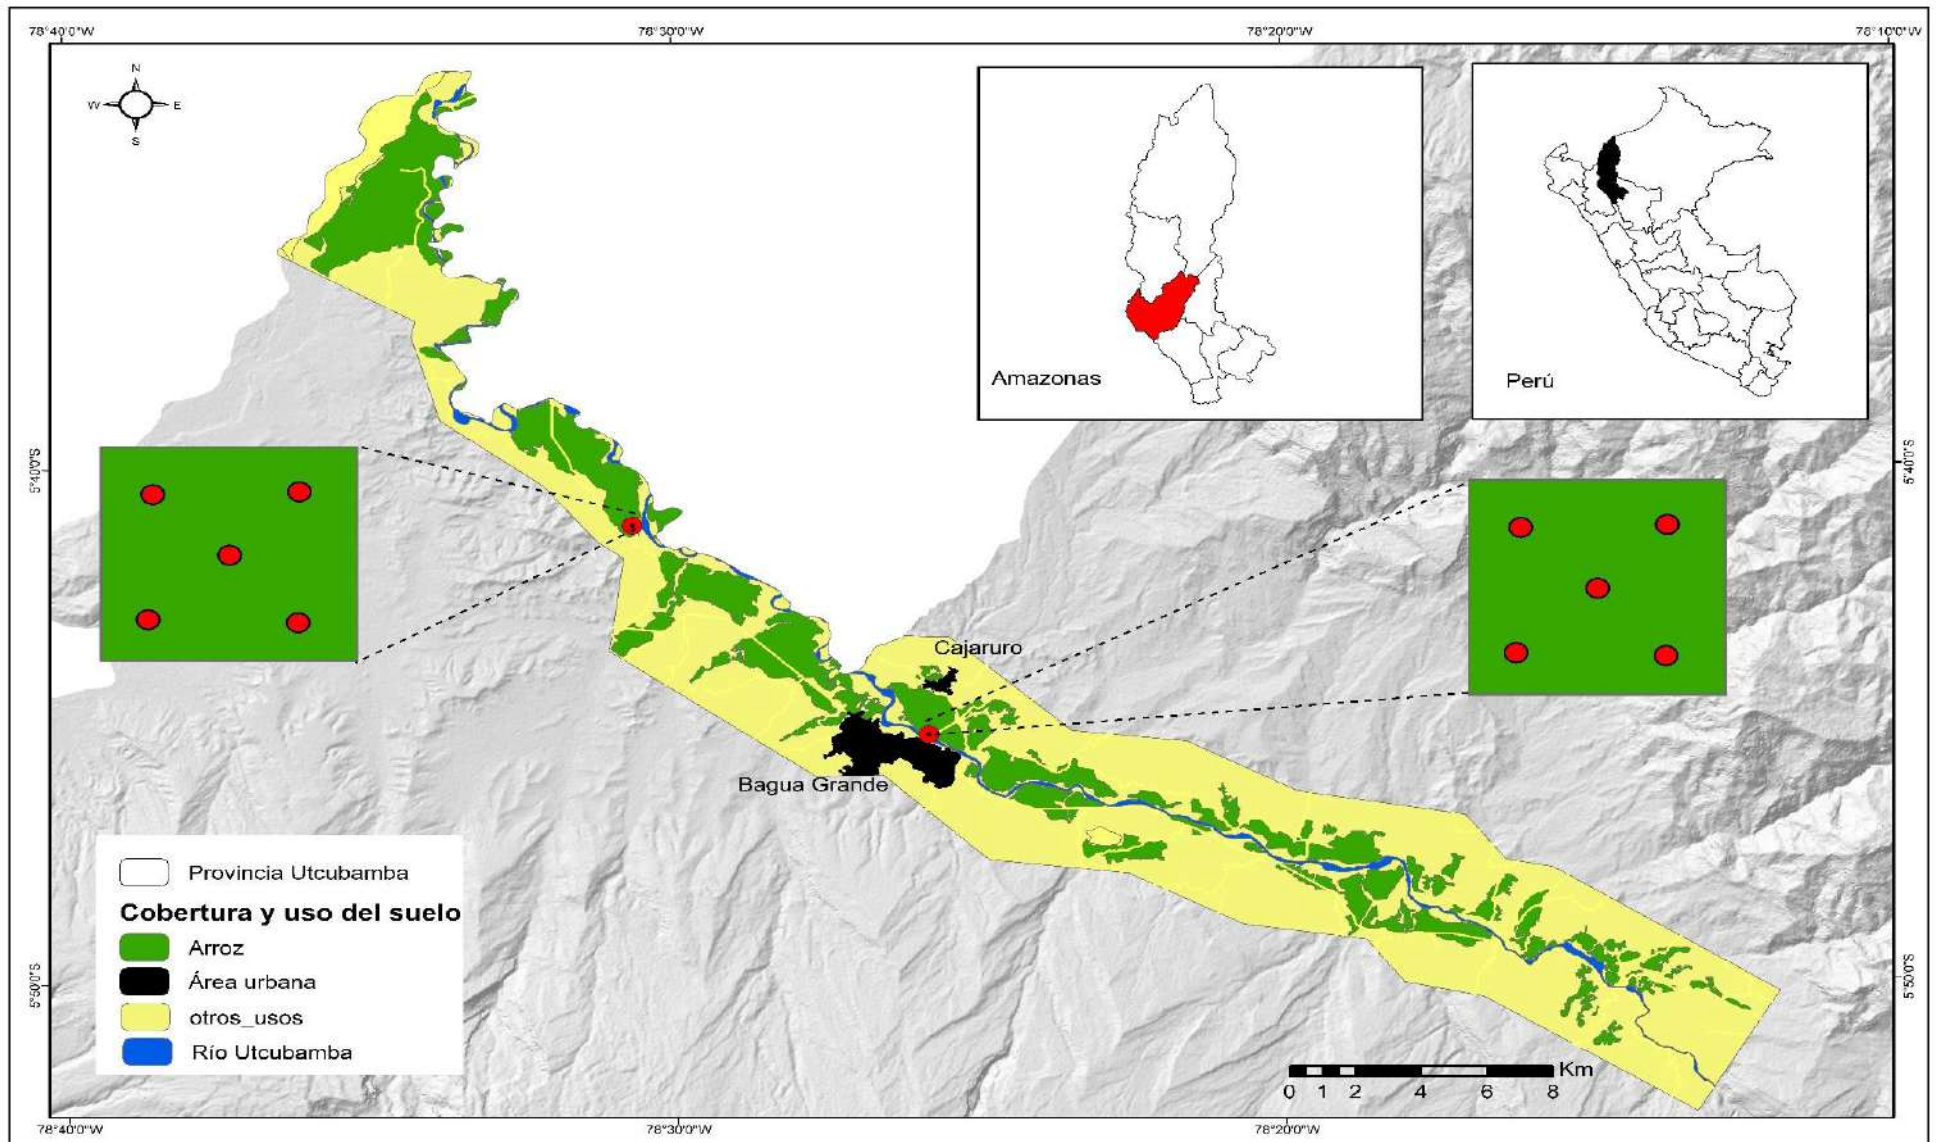 78°40'0"W 78°30'0"W 78°20'0"W 78°10'0"W
N
W E
S
Amazonas
Perú
5°40'0"S 5°40'0"S
Cajaruro
Bagua Grande
Provincia Utcubamba
Cobertura y uso del suelo
Arroz
Área urbana
otros_usos
Río Utcubamba
5°50'0"S 5°50'0"S
Km
0 1 2 4 6 8
78°40'0"W 78°30'0"W 78°20'0"W 78°10'0"W